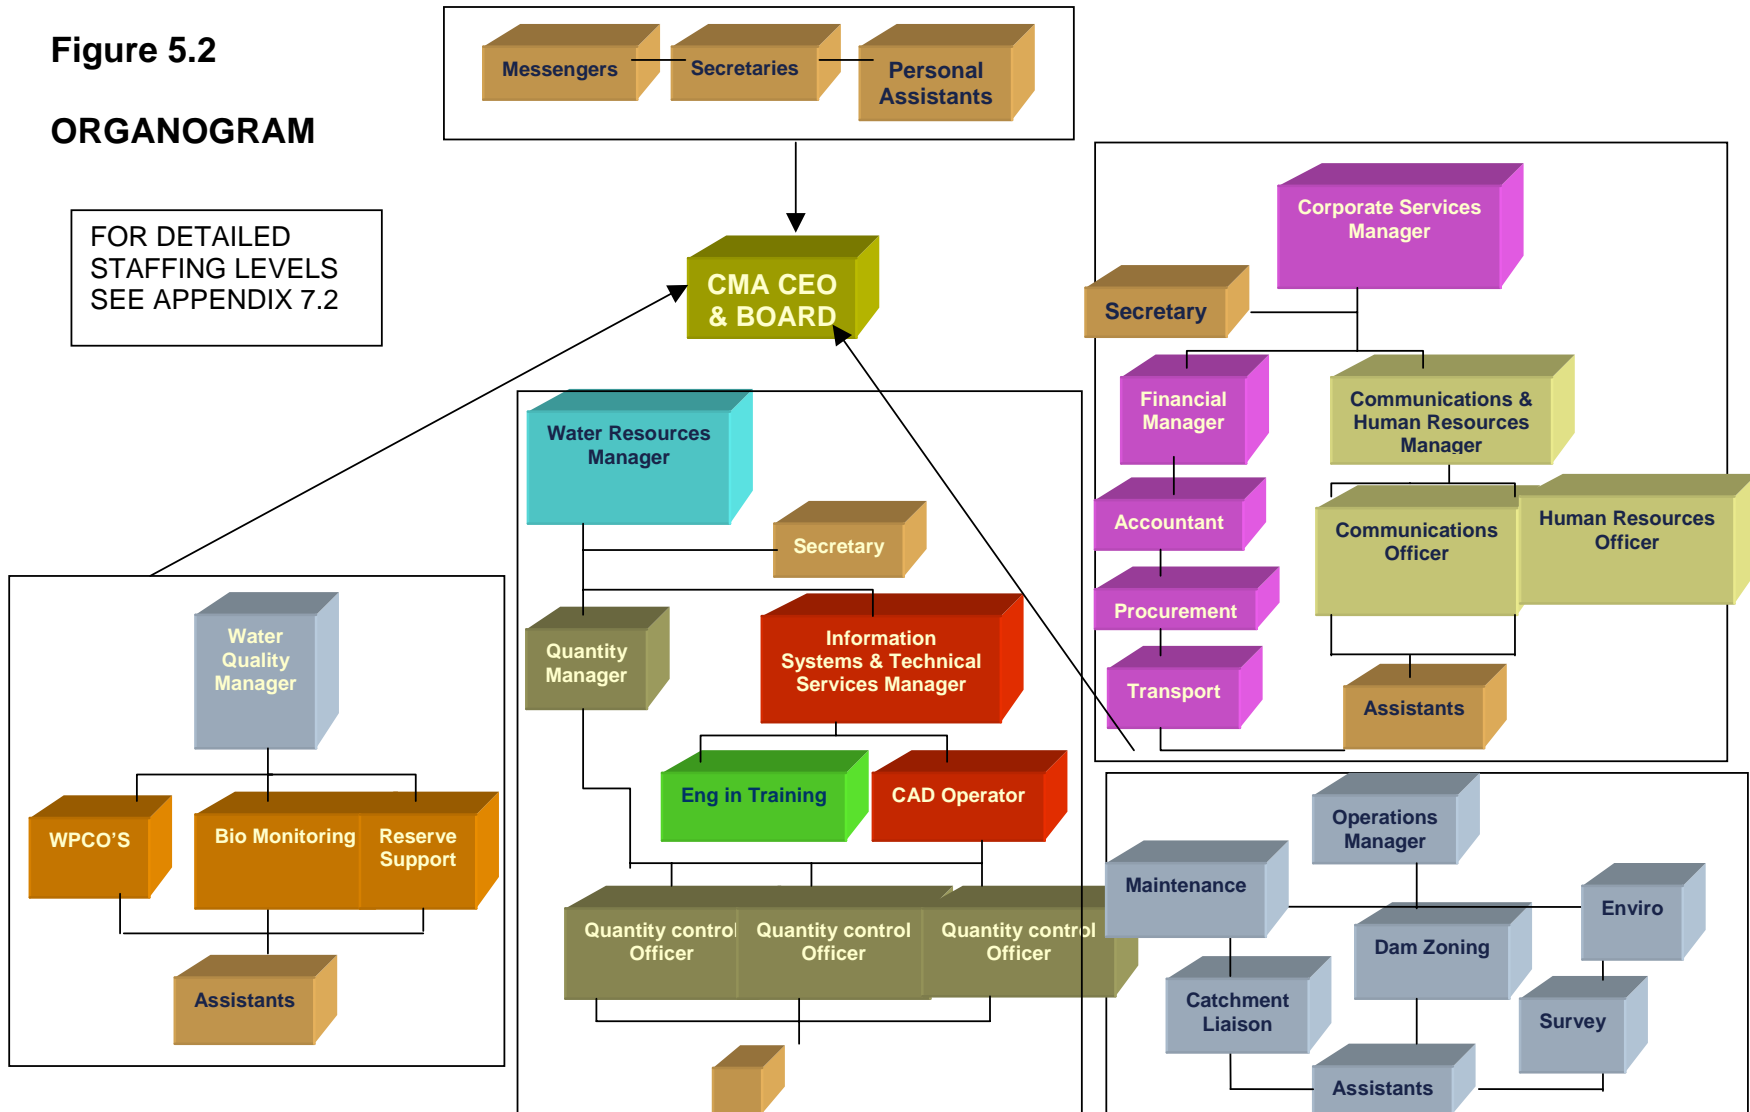 Figure 5.2
ORGANOGRAM
FOR DETAILED
STAFFING LEVELS
SEE APPENDIX 7.2
Messengers
Secretaries
Personal
Assistants
CMA CEO
& BOARD
Corporate Services
Manager
Secretary
Financial
Manager
Communications &
Human Resources
Manager
Accountant
Communications
Officer
Human Resources
Officer
Procurement
Transport
Assistants
Water Resources
Manager
Secretary
Quantity
Manager
Information
Systems & Technical
Services Manager
Eng in Training
CAD Operator
Quantity control
Officer
Quantity control
Officer
Quantity control
Officer
Water
Quality
Manager
WPCO'S
Bio Monitoring
Reserve
Support
Assistants
Operations
Manager
Maintenance
Enviro
Dam Zoning
Catchment
Liaison
Survey
Assistants